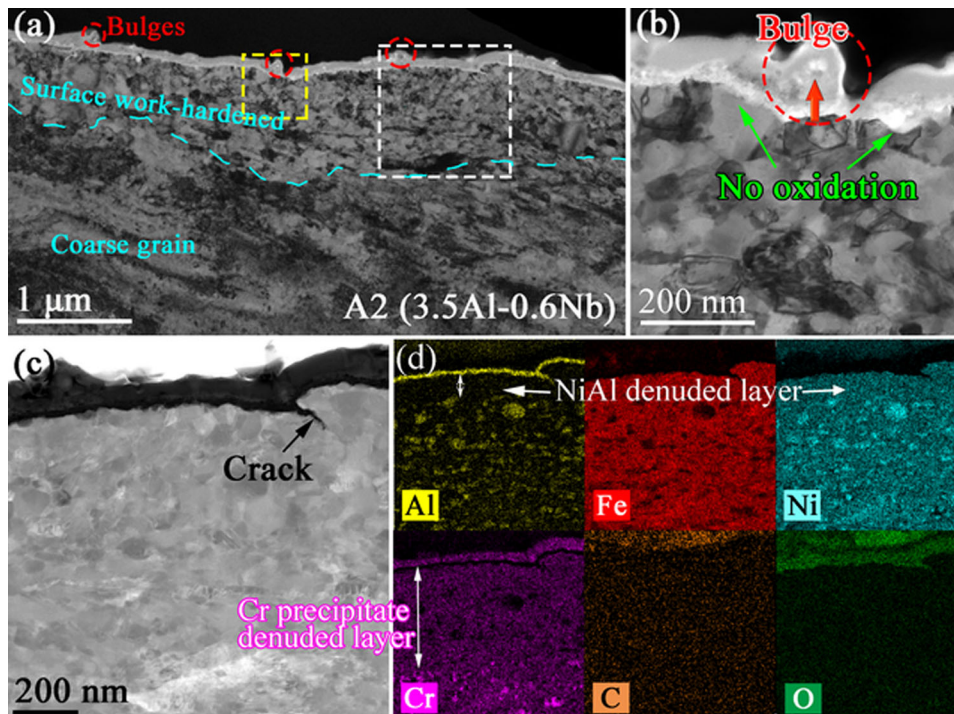 (a)
Bulges
Surface work-hardened
Coarse grain
1 μm
A2 (3.5Al-0.6Nb)
(b)
Bulge
No oxidation
200 nm
(c)
Crack
200 nm
(d)
NiAl denuded layer
Al
Fe
Ni
Cr precipitate
denuded layer
Cr
C
O